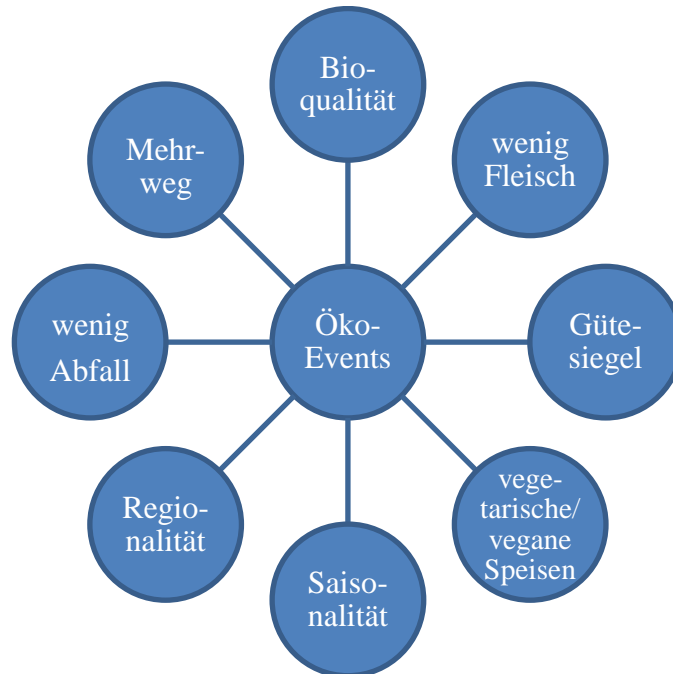 Bio-
qualität
wenig
Fleisch
Mehr-
weg
Güte-
siegel
Öko-
Events
wenig
Abfall
vege-
tarische/
vegane
Speisen
Regio-
nalität
Saiso-
nalität